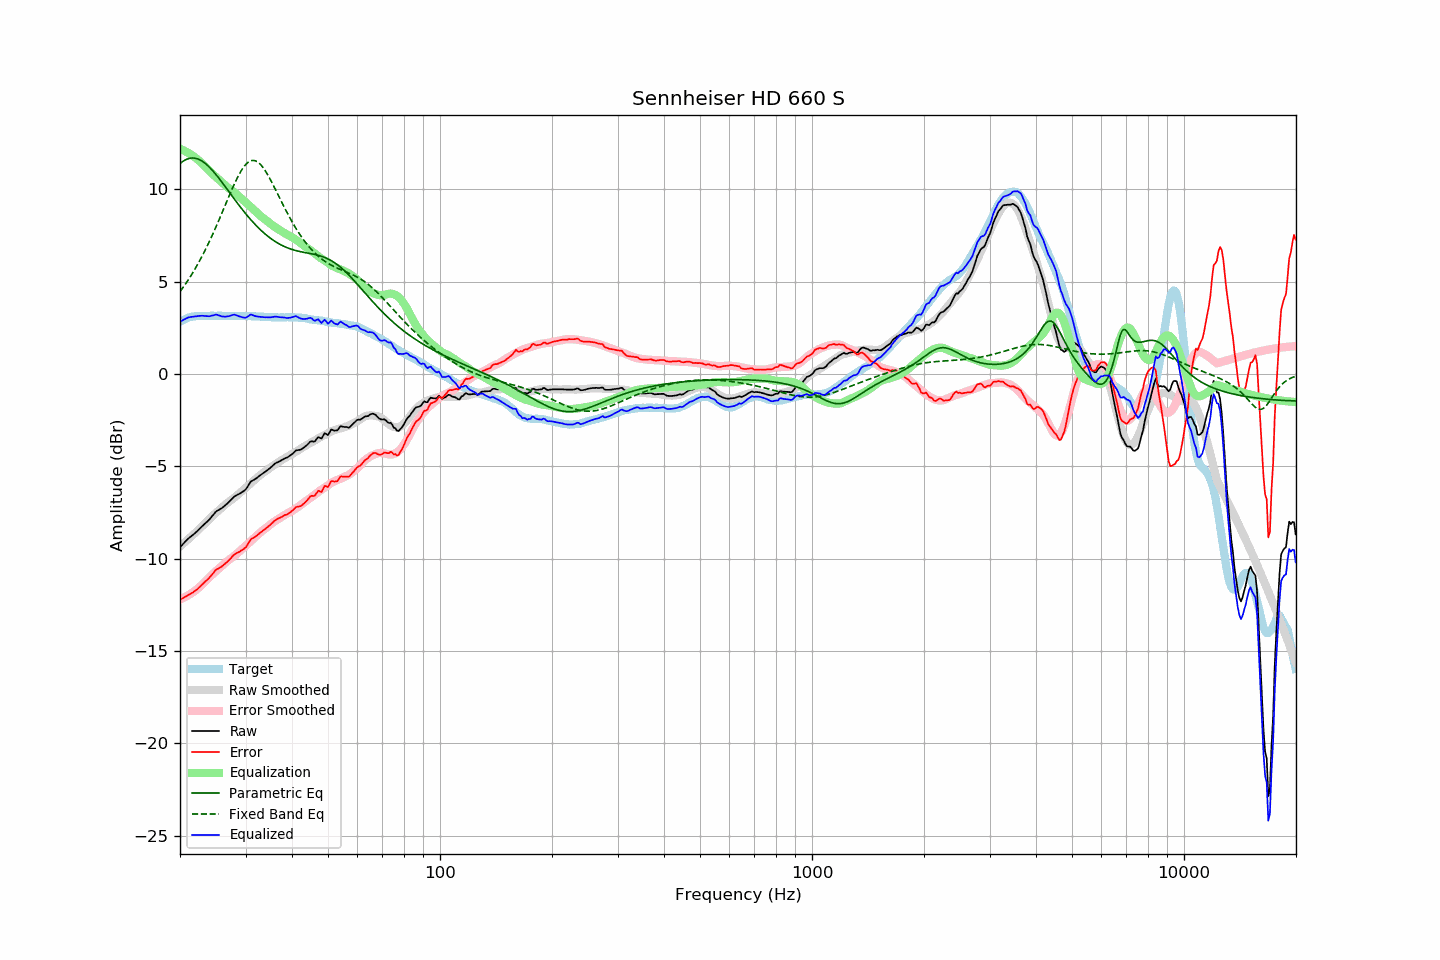 Sennheiser HD 660 S
10
5
0
−5
−10
−15
−20
−25
Amplitude (dBr)
Target
Raw Smoothed
Error Smoothed
Raw
Error
Equalization
Parametric Eq
Fixed Band Eq
Equalized
100
1000
10000
Frequency (Hz)